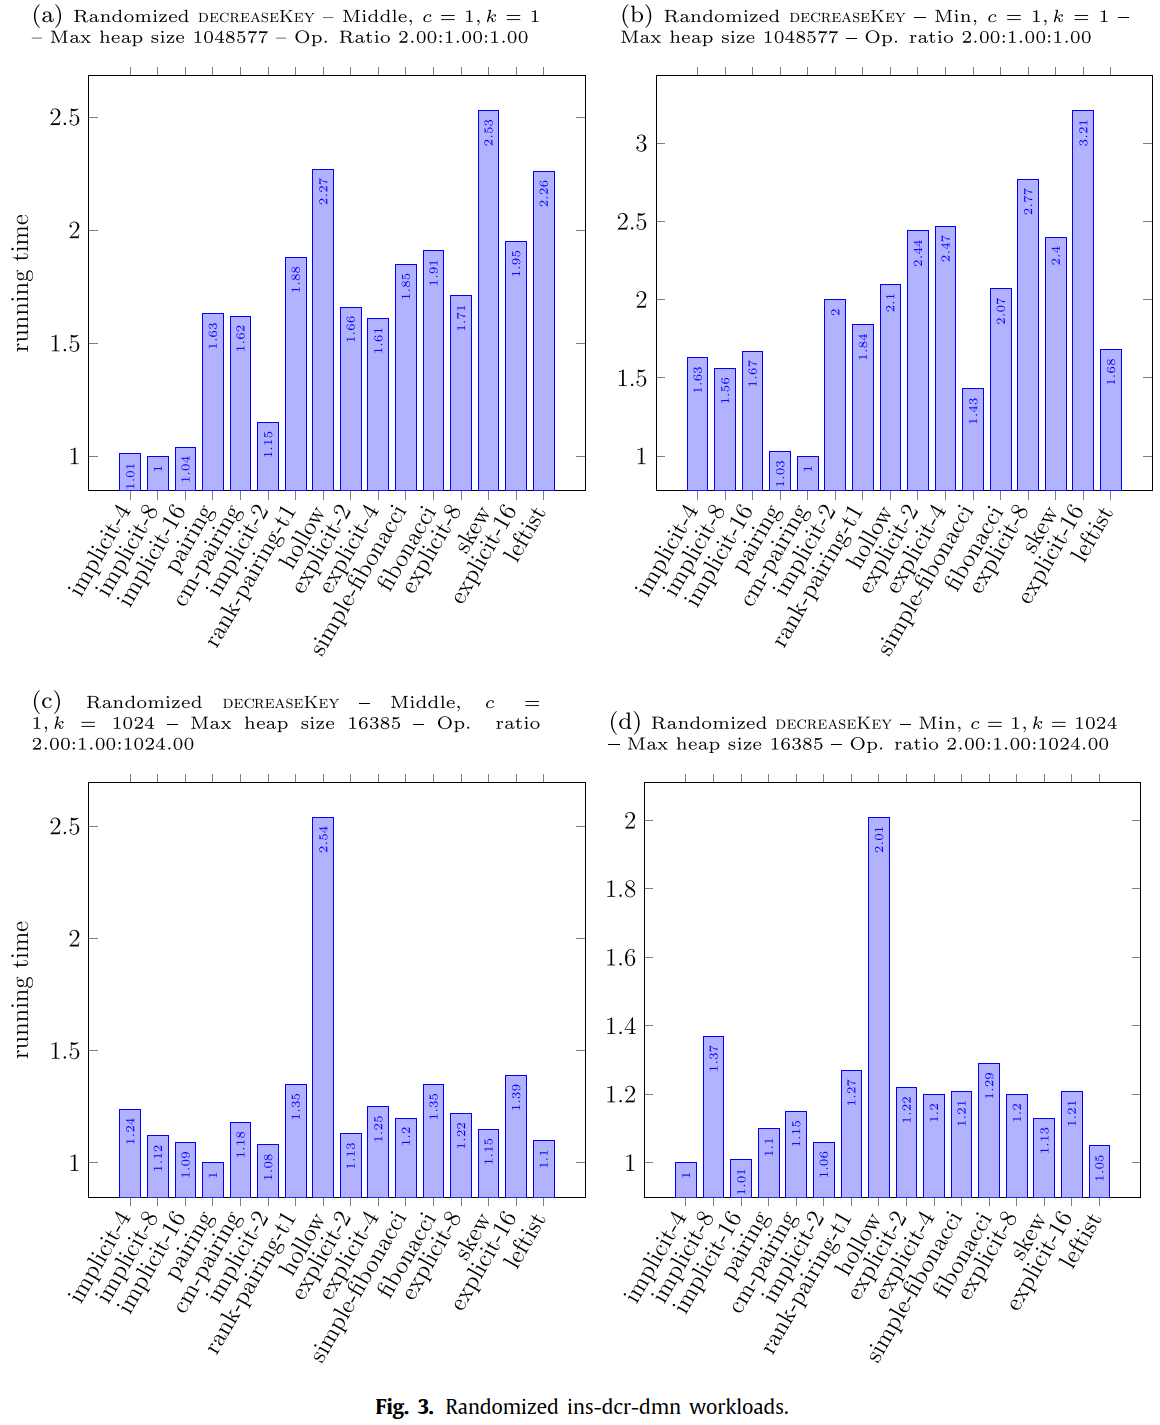 (a) Randomized DECREASEKEY – Middle, c = 1, k = 1
– Max heap size 1048577 – Op. Ratio 2.00:1.00:1.00
2.5
2
1.5
1
running time
1.01
1
1.04
1.63
1.62
1.15
1.88
2.27
1.66
1.61
1.85
1.91
1.71
2.53
1.95
2.26
implicit-4
implicit-8
implicit-16
pairing
cm-pairing
implicit-2
rank-pairing-t1
hollow
explicit-2
explicit-4
simple-fibonacci
fibonacci
explicit-8
skew
explicit-16
leftist
(b) Randomized DECREASEKEY – Min, c = 1, k = 1 –
Max heap size 1048577 – Op. ratio 2.00:1.00:1.00
3
2.5
2
1.5
1
1.63
1.56
1.67
1.03
1
2
1.84
2.1
2.44
2.47
1.43
2.07
2.77
2.4
3.21
1.68
implicit-4
implicit-8
implicit-16
pairing
cm-pairing
implicit-2
rank-pairing-t1
hollow
explicit-2
explicit-4
simple-fibonacci
fibonacci
explicit-8
skew
explicit-16
leftist
(c) Randomized DECREASEKEY – Middle, c =
1, k = 1024 – Max heap size 16385 – Op. ratio
2.00:1.00:1024.00
2.5
2
1.5
1
running time
1.24
1.12
1.09
1
1.18
1.08
1.35
2.54
1.13
1.25
1.2
1.35
1.22
1.15
1.39
1.1
implicit-4
implicit-8
implicit-16
pairing
cm-pairing
implicit-2
rank-pairing-t1
hollow
explicit-2
explicit-4
simple-fibonacci
fibonacci
explicit-8
skew
explicit-16
leftist
(d) Randomized DECREASEKEY – Min, c = 1, k = 1024
– Max heap size 16385 – Op. ratio 2.00:1.00:1024.00
2
1.8
1.6
1.4
1.2
1
1
1.37
1.01
1.1
1.15
1.06
1.27
2.01
1.22
1.2
1.21
1.29
1.2
1.13
1.21
1.05
implicit-4
implicit-8
implicit-16
pairing
cm-pairing
implicit-2
rank-pairing-t1
hollow
explicit-2
explicit-4
simple-fibonacci
fibonacci
explicit-8
skew
explicit-16
leftist
Fig. 3. Randomized ins-dcr-dmn workloads.